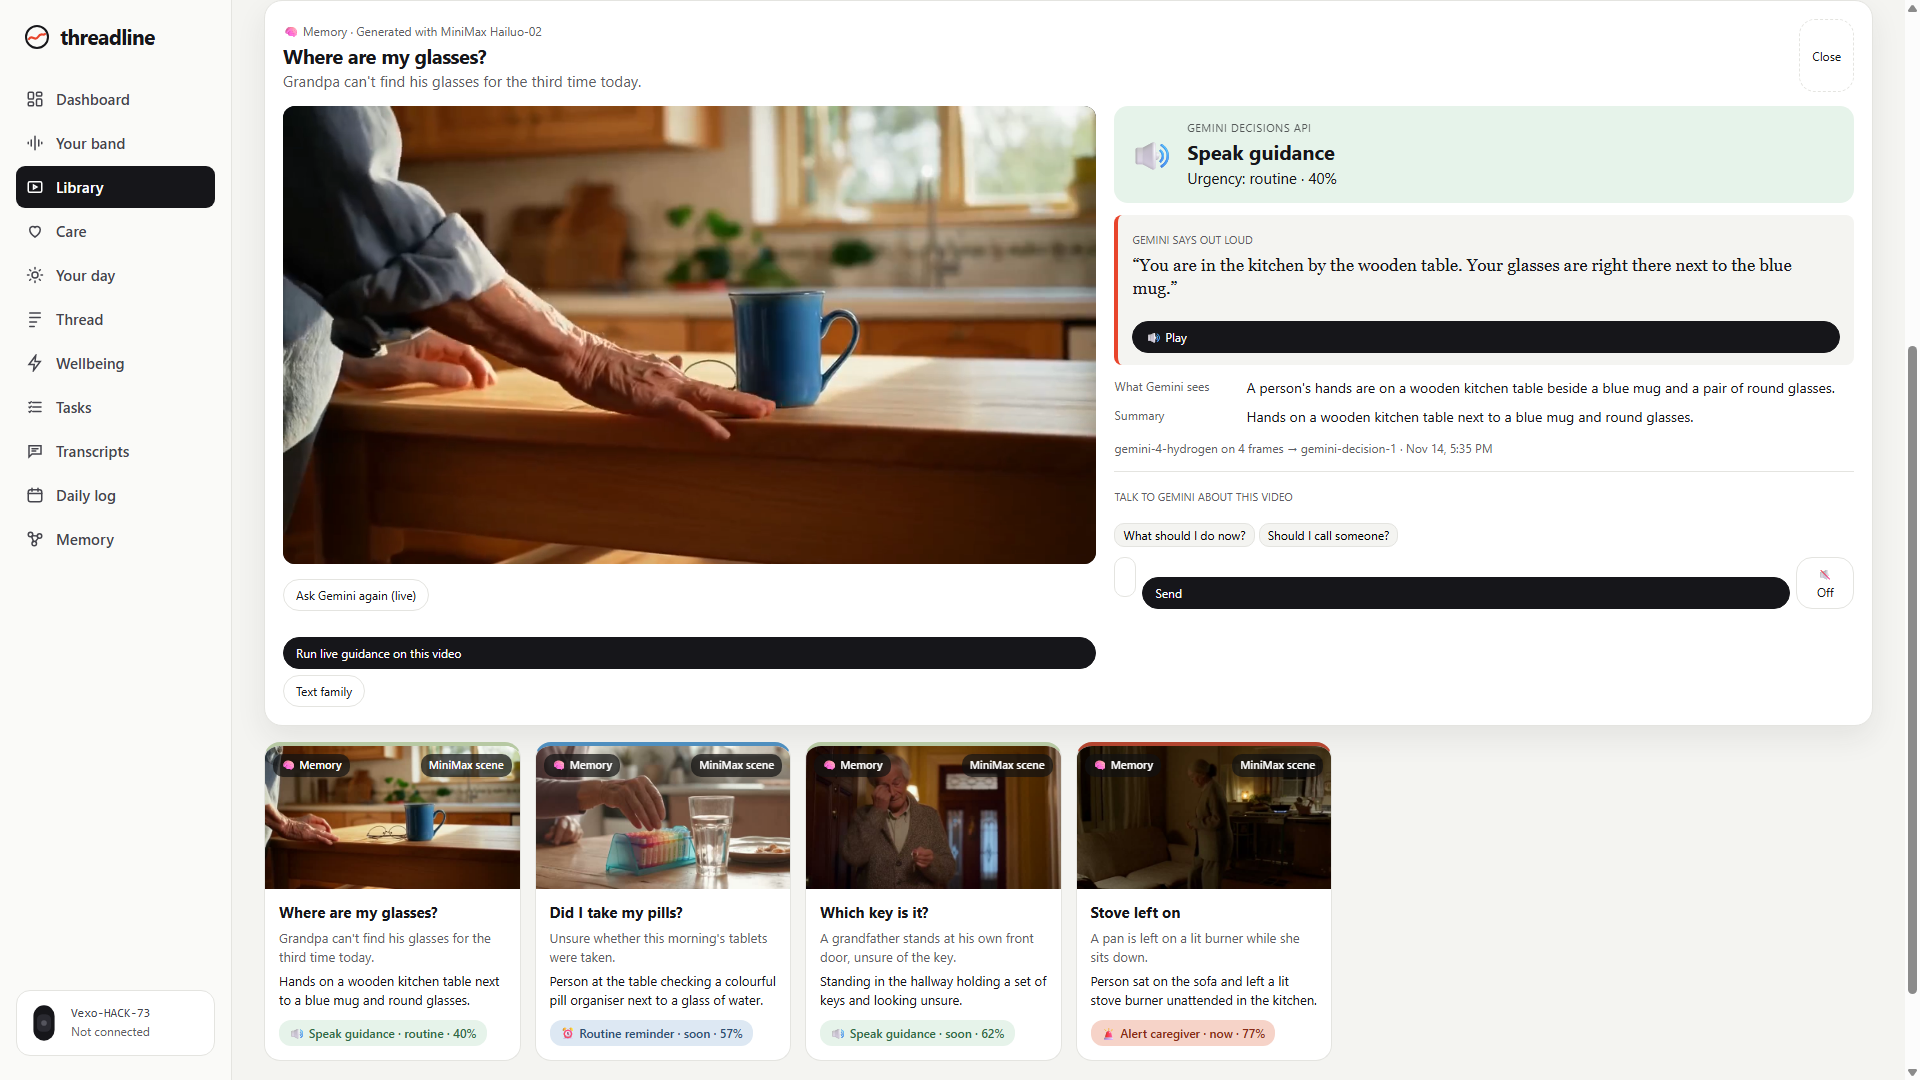 threadline
Dashboard
Your band
Library
Care
Your day
Thread
Wellbeing
Tasks
Transcripts
Daily log
Memory
Vexo-HACK-73
Not connected
Memory · Generated with MiniMax Hailuo-02
Where are my glasses?
Grandpa can't find his glasses for the third time today.
Close
GEMINI DECISIONS API
Speak guidance
Urgency: routine · 40%
GEMINI SAYS OUT LOUD
“You are in the kitchen by the wooden table. Your glasses are right there next to the blue
mug.”
Play
What Gemini sees
A person's hands are on a wooden kitchen table beside a blue mug and a pair of round glasses.
Summary
Hands on a wooden kitchen table next to a blue mug and round glasses.
gemini-4-hydrogen on 4 frames → gemini-decision-1 · Nov 14, 5:35 PM
TALK TO GEMINI ABOUT THIS VIDEO
What should I do now?
Should I call someone?
Send
Off
Ask Gemini again (live)
Run live guidance on this video
Text family
Memory
MiniMax scene
Where are my glasses?
Grandpa can't find his glasses for the
third time today.
Hands on a wooden kitchen table next
to a blue mug and round glasses.
Speak guidance · routine · 40%
Memory
MiniMax scene
Did I take my pills?
Unsure whether this morning's tablets
were taken.
Person at the table checking a colourful
pill organiser next to a glass of water.
Routine reminder · soon · 57%
Memory
MiniMax scene
Which key is it?
A grandfather stands at his own front
door, unsure of the key.
Standing in the hallway holding a set of
keys and looking unsure.
Speak guidance · soon · 62%
Memory
MiniMax scene
Stove left on
A pan is left on a lit burner while she
sits down.
Person sat on the sofa and left a lit
stove burner unattended in the kitchen.
Alert caregiver · now · 77%